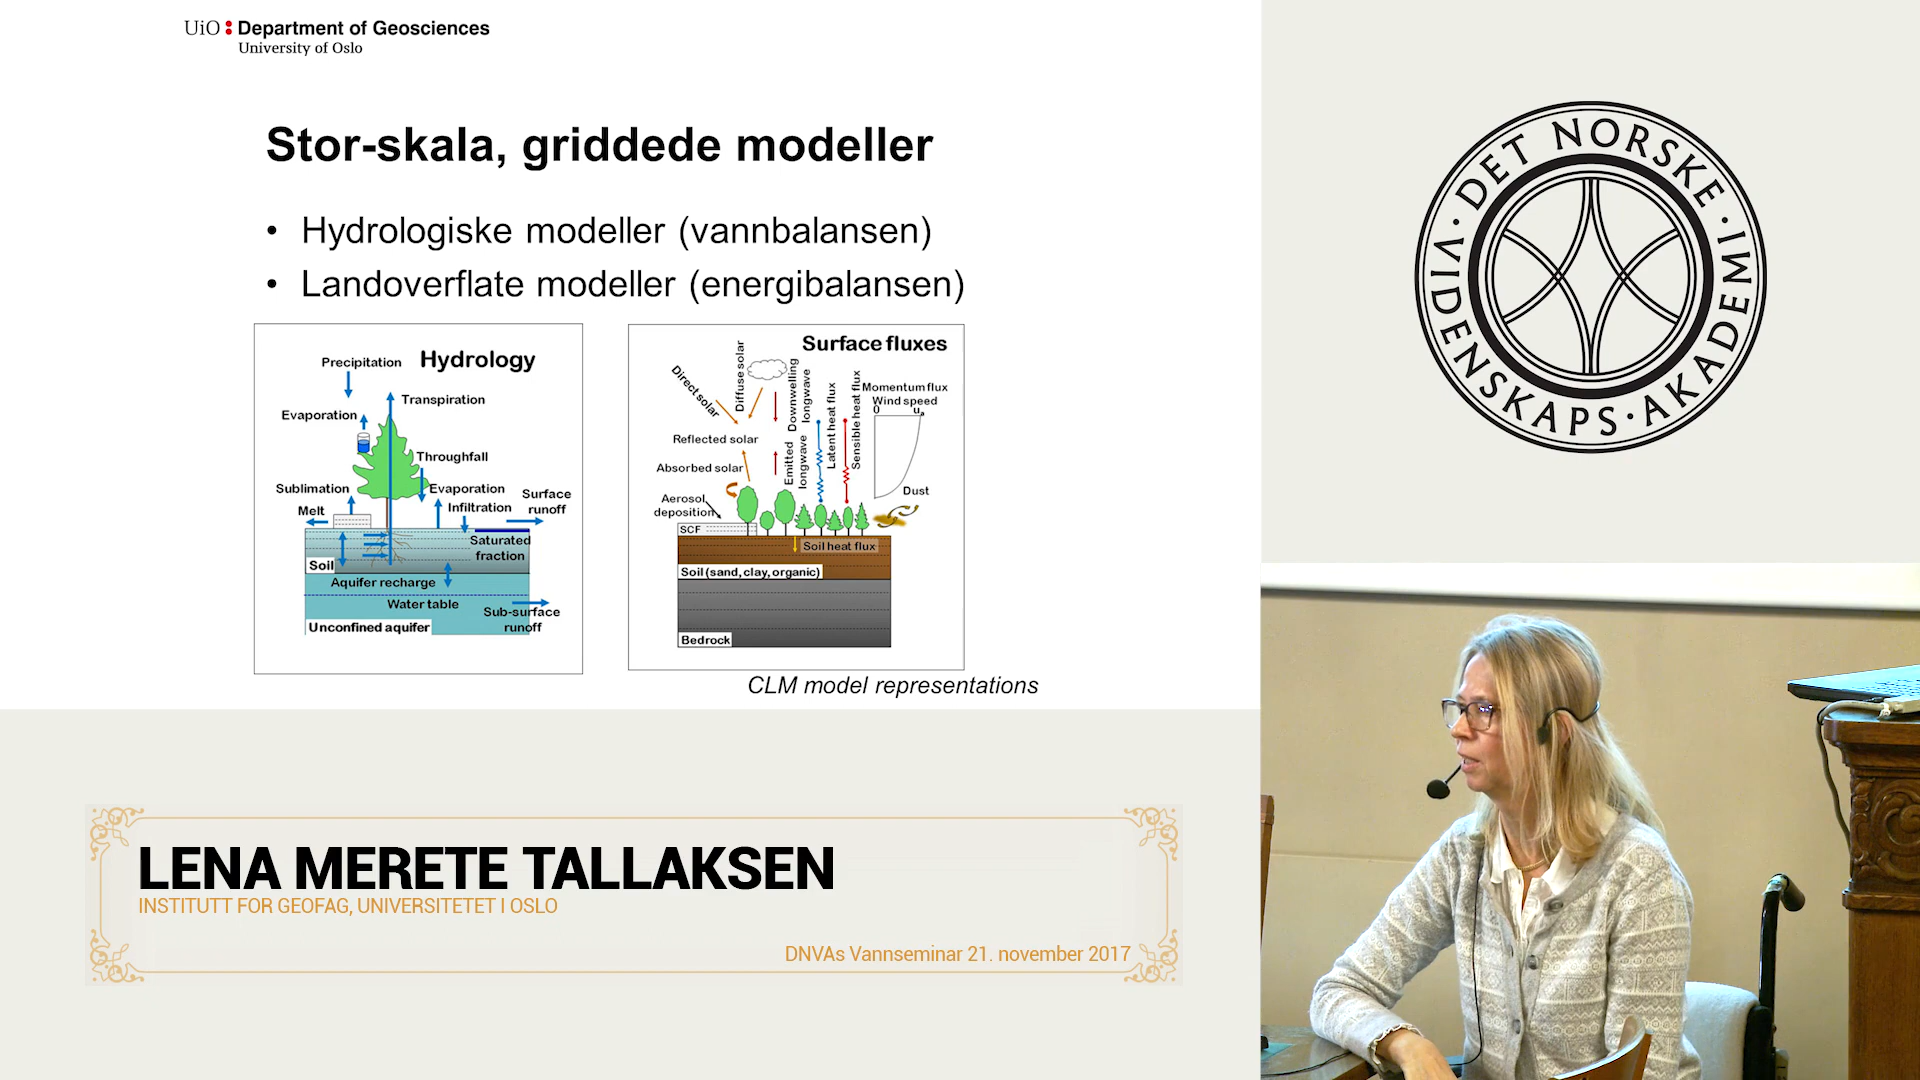 UiO Department of Geosciences
University of Oslo
Stor-skala, griddede modeller
• Hydrologiske modeller (vannbalansen)
• Landoverflate modeller (energibalansen)
Hydrology
Precipitation
Transpiration
Evaporation
Throughfall
Sublimation
Evaporation
Surface
runoff
Melt
Infiltration
Saturated
fraction
Soil
Aquifer recharge
Water table
Sub-surface
runoff
Unconfined aquifer
Surface fluxes
Direct solar
Diffuse solar
Downwelling
longwave
Latent heat flux
Sensible heat flux
Momentum flux
Wind speed
0 ua
Reflected solar
Absorbed solar
Emitted
longwave
Aerosol
deposition
Dust
SCF
Soil heat flux
Soil (sand, clay, organic)
Bedrock
CLM model representations
DET NORSKE · VIDENSKAPS · AKADEMI ·
LENA MERETE TALLAKSEN
INSTITUTT FOR GEOFAG, UNIVERSITETET I OSLO
DNVAs Vannseminar 21. november 2017